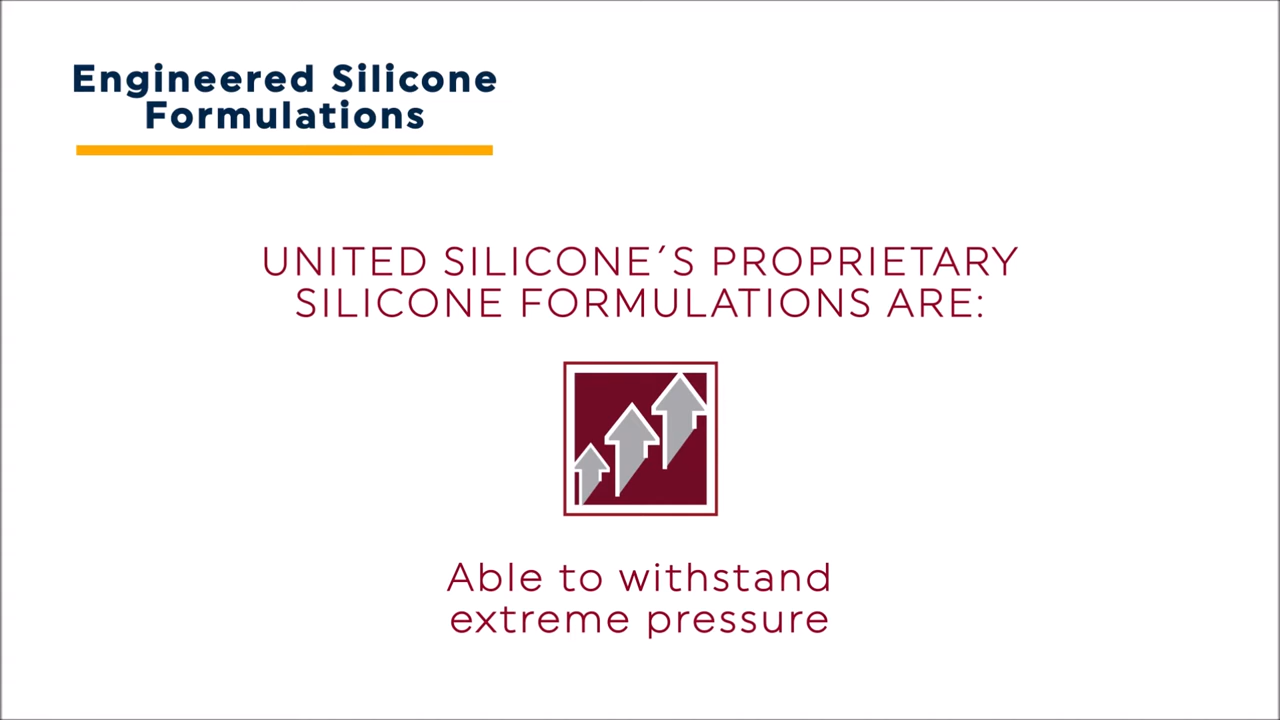 Engineered Silicone
Formulations
UNITED SILICONE´S PROPRIETARY
SILICONE FORMULATIONS ARE:
Able to withstand
extreme pressure